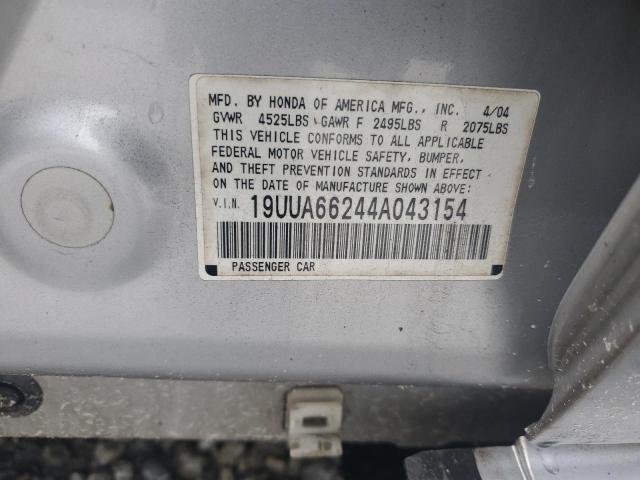 MFD. BY HONDA OF AMERICA MFG., INC. 4/04
GVWR 4525LBS GAWR F 2495LBS R 2075LBS
THIS VEHICLE CONFORMS TO ALL APPLICABLE
FEDERAL MOTOR VEHICLE SAFETY, BUMPER,
AND THEFT PREVENTION STANDARDS IN EFFECT
ON THE DATE OF MANUFACTURE SHOWN ABOVE:
V.I.N. 19UUA66244A043154
PASSENGER CAR